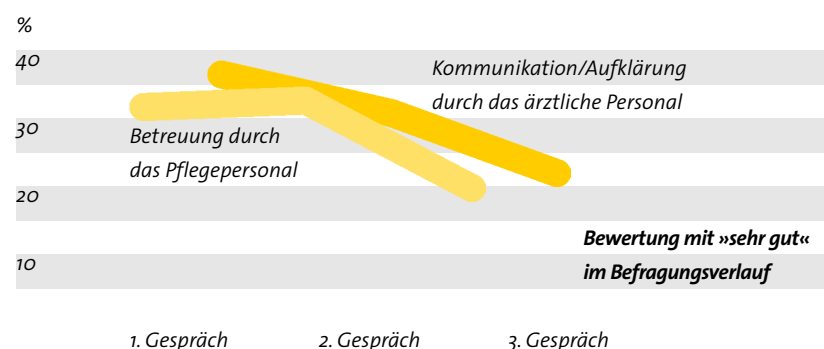 %
40
Kommunikation/Aufklärung
durch das ärztliche Personal
30
Betreuung durch
das Pflegepersonal
20
Bewertung mit »sehr gut«
10
im Befragungsverlauf
1. Gespräch 2. Gespräch 3. Gespräch